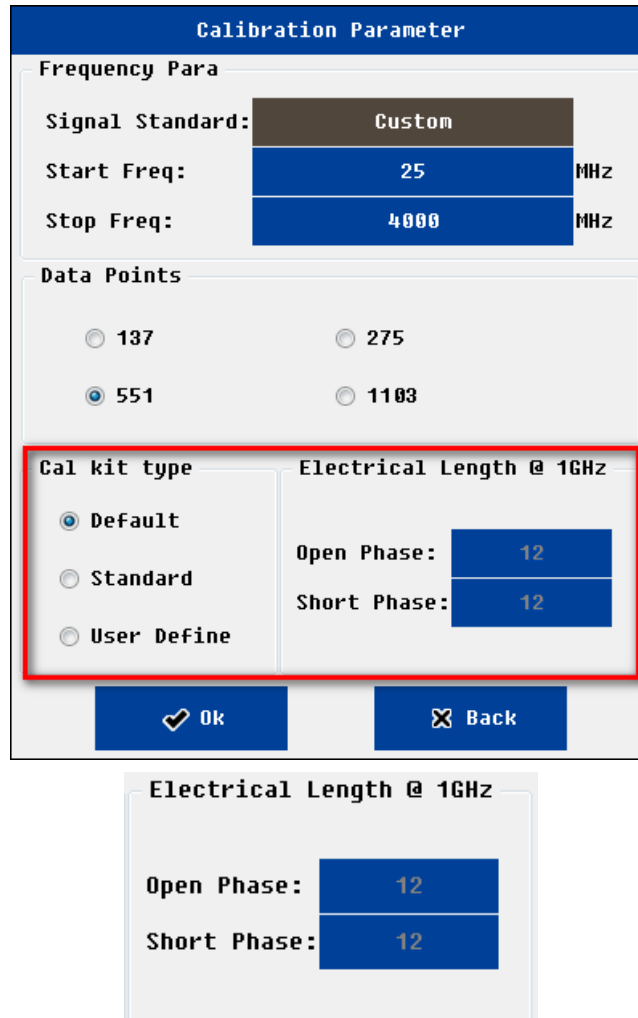 Calibration Parameter
Frequency Para
Signal Standard: Custom
Start Freq: 25 MHz
Stop Freq: 4000 MHz
Data Points
137 275
551 1103
Cal kit type
Default
Standard
User Define
Electrical Length @ 1GHz
Open Phase: 12
Short Phase: 12
Ok Back
Electrical Length @ 1GHz
Open Phase: 12
Short Phase: 12